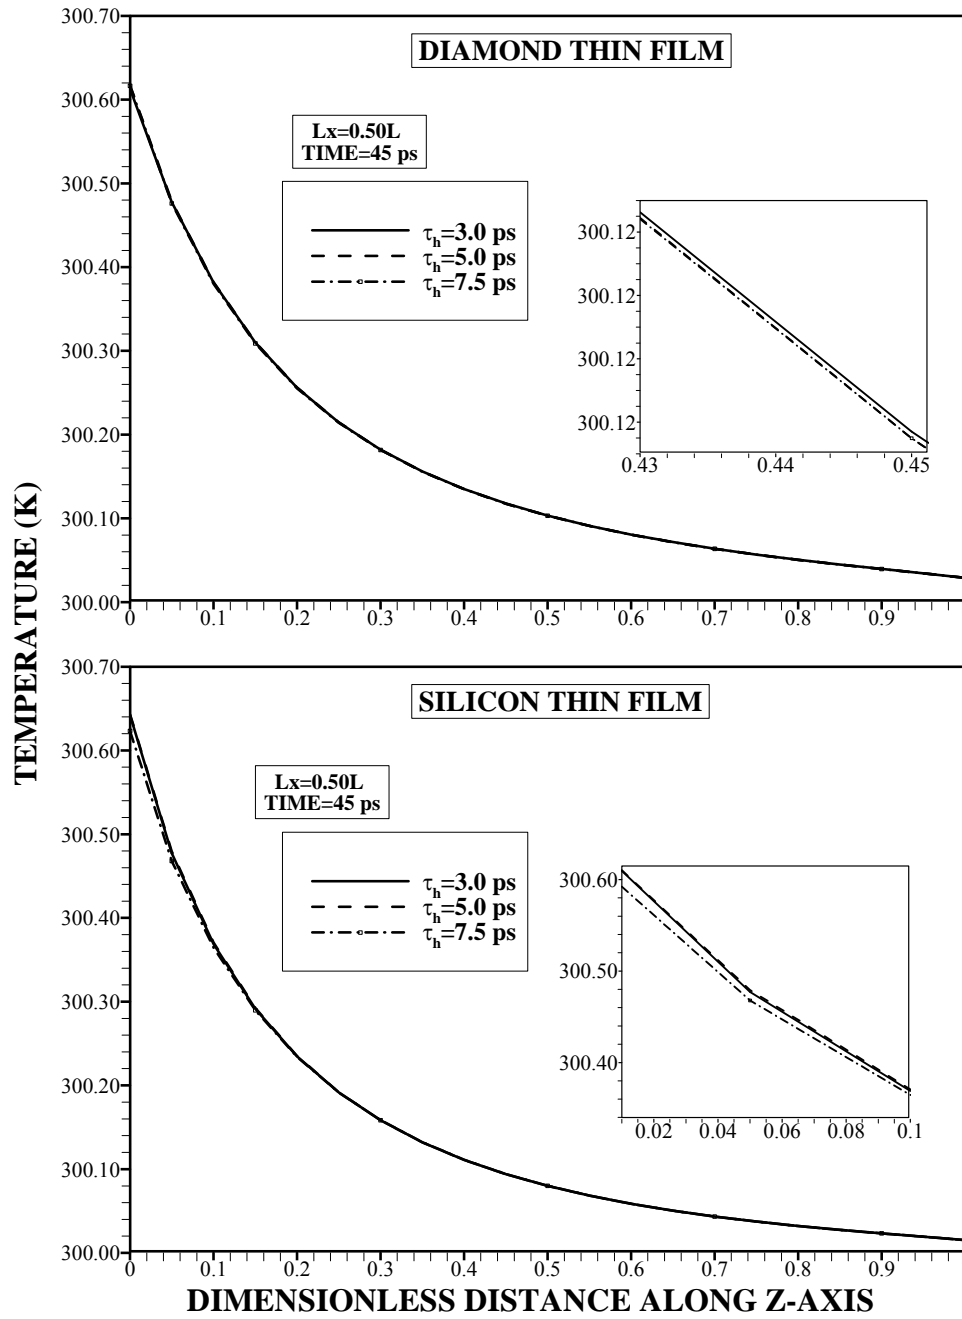 DIAMOND THIN FILM
Lx=0.50L
TIME=45 ps
τh=3.0 ps
τh=5.0 ps
τh=7.5 ps
300.70
300.60
300.50
300.40
300.30
300.20
300.10
300.00
0 0.1 0.2 0.3 0.4 0.5 0.6 0.7 0.8 0.9
300.12
300.12
300.12
300.12
0.43 0.44 0.45
TEMPERATURE (K)
SILICON THIN FILM
Lx=0.50L
TIME=45 ps
τh=3.0 ps
τh=5.0 ps
τh=7.5 ps
300.70
300.60
300.50
300.40
300.30
300.20
300.10
300.00
0 0.1 0.2 0.3 0.4 0.5 0.6 0.7 0.8 0.9
300.60
300.50
300.40
0.02 0.04 0.06 0.08 0.1
DIMENSIONLESS DISTANCE ALONG Z-AXIS